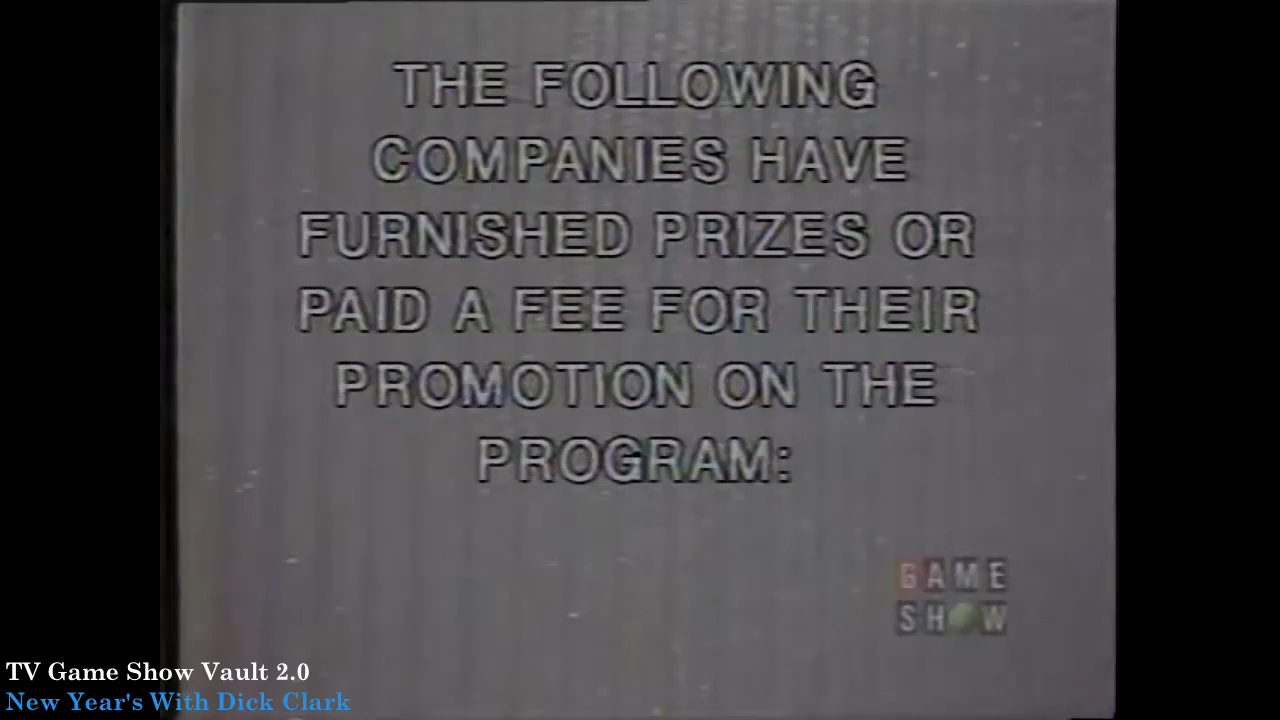 THE FOLLOWING
COMPANIES HAVE
FURNISHED PRIZES OR
PAID A FEE FOR THEIR
PROMOTION ON THE
PROGRAM:
GAME
SHOW
TV Game Show Vault 2.0
New Year's With Dick Clark